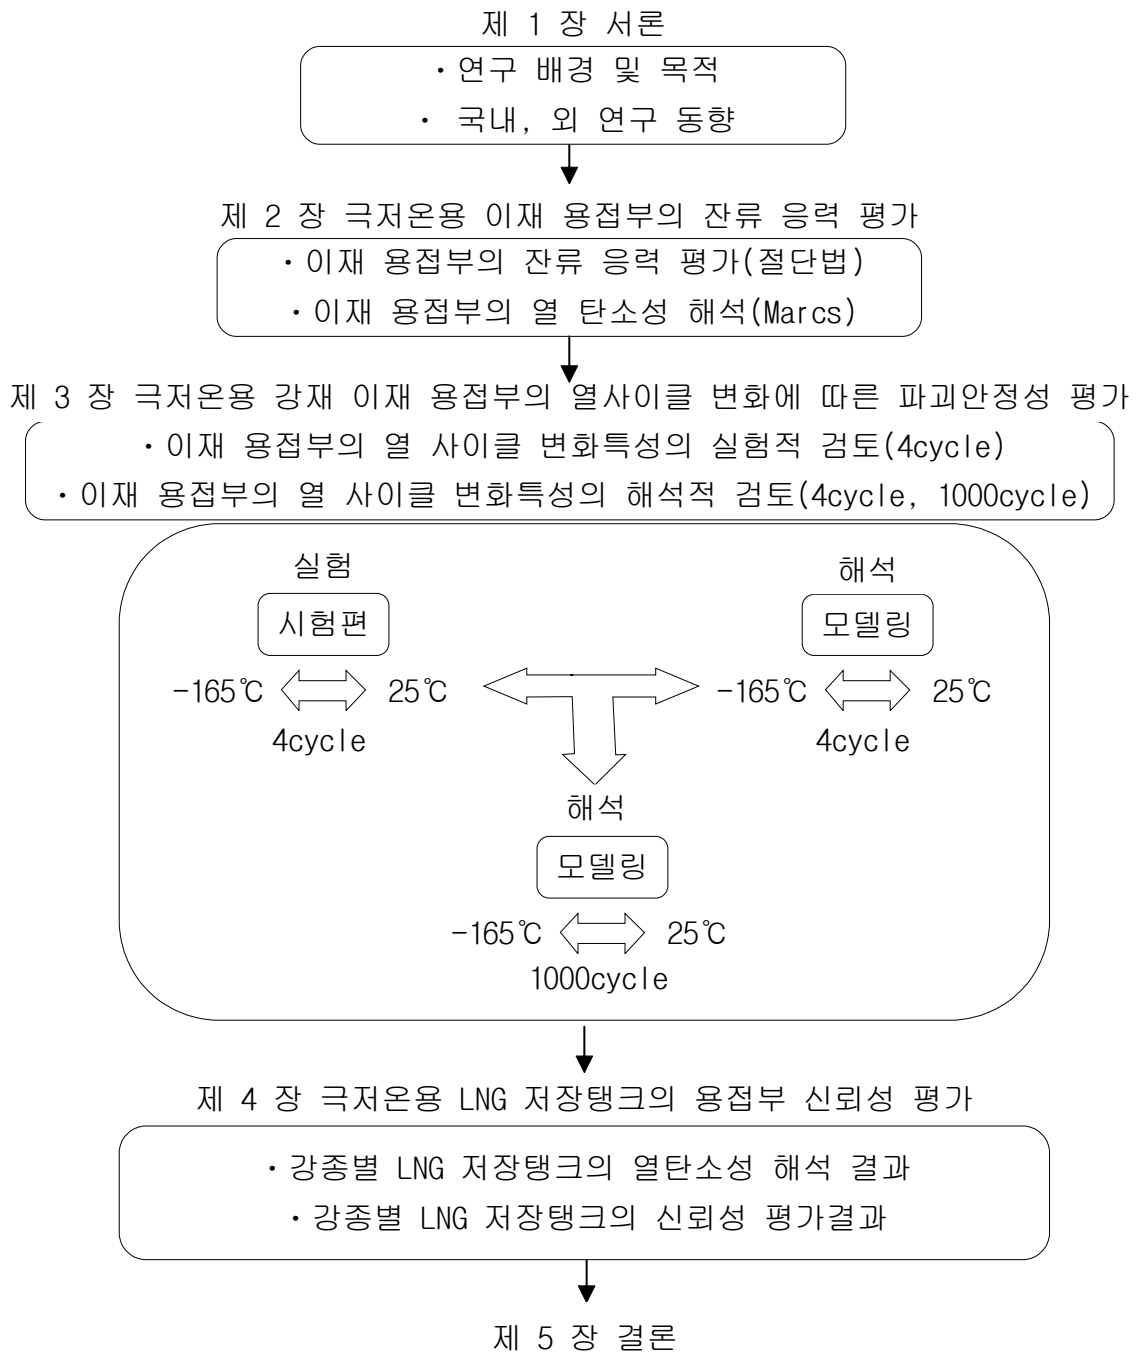 제 1 장 서론
・연구 배경 및 목적
・ 국내, 외 연구 동향
제 2 장 극저온용 이재 용접부의 잔류 응력 평가
・이재 용접부의 잔류 응력 평가(절단법)
・이재 용접부의 열 탄소성 해석(Marcs)
제 3 장 극저온용 강재 이재 용접부의 열사이클 변화에 따른 파괴안정성 평가
・이재 용접부의 열 사이클 변화특성의 실험적 검토(4cycle)
・이재 용접부의 열 사이클 변화특성의 해석적 검토(4cycle, 1000cycle)
실험
시험편
-165℃ 25℃
4cycle
해석
모델링
-165℃ 25℃
4cycle
해석
모델링
-165℃ 25℃
1000cycle
제 4 장 극저온용 LNG 저장탱크의 용접부 신뢰성 평가
・강종별 LNG 저장탱크의 열탄소성 해석 결과
・강종별 LNG 저장탱크의 신뢰성 평가결과
제 5 장 결론